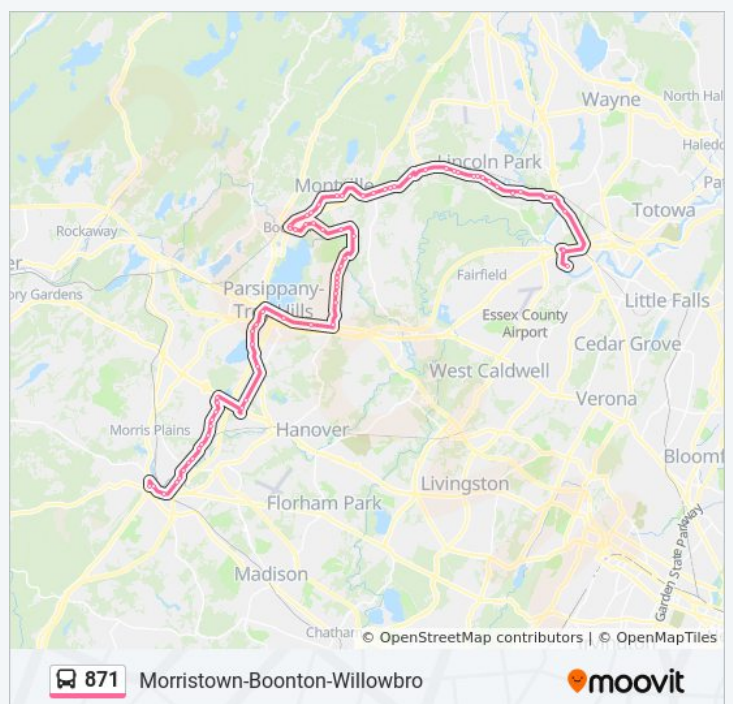 Wayne
North Hal
Haledo
Lincoln Park
Montville
Pa
Totowa
Boo
Rockaway
er
Fairfield
ory Gardens
Parsippany-
Troy Hills
Little Falls
Essex County
Airport
Cedar Grove
West Caldwell
Verona
Morris Plains
Hanover
Bloomf
Livingston
Florham Park
Garden State Parkway
Madison
Chatham
© OpenStreetMap contributors | © OpenMapTiles
871 Morristown-Boonton-Willowbro
moovit